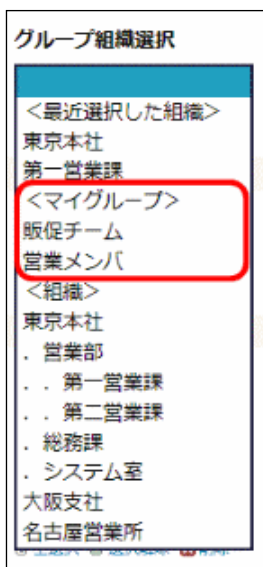 グループ組織選択
＜最近選択した組織＞
東京本社
第一営業課
＜マイグループ＞
販促チーム
営業メンバ
＜組織＞
東京本社
．営業部
．．第一営業課
．．第二営業課
．総務課
．システム室
大阪支社
名古屋営業所